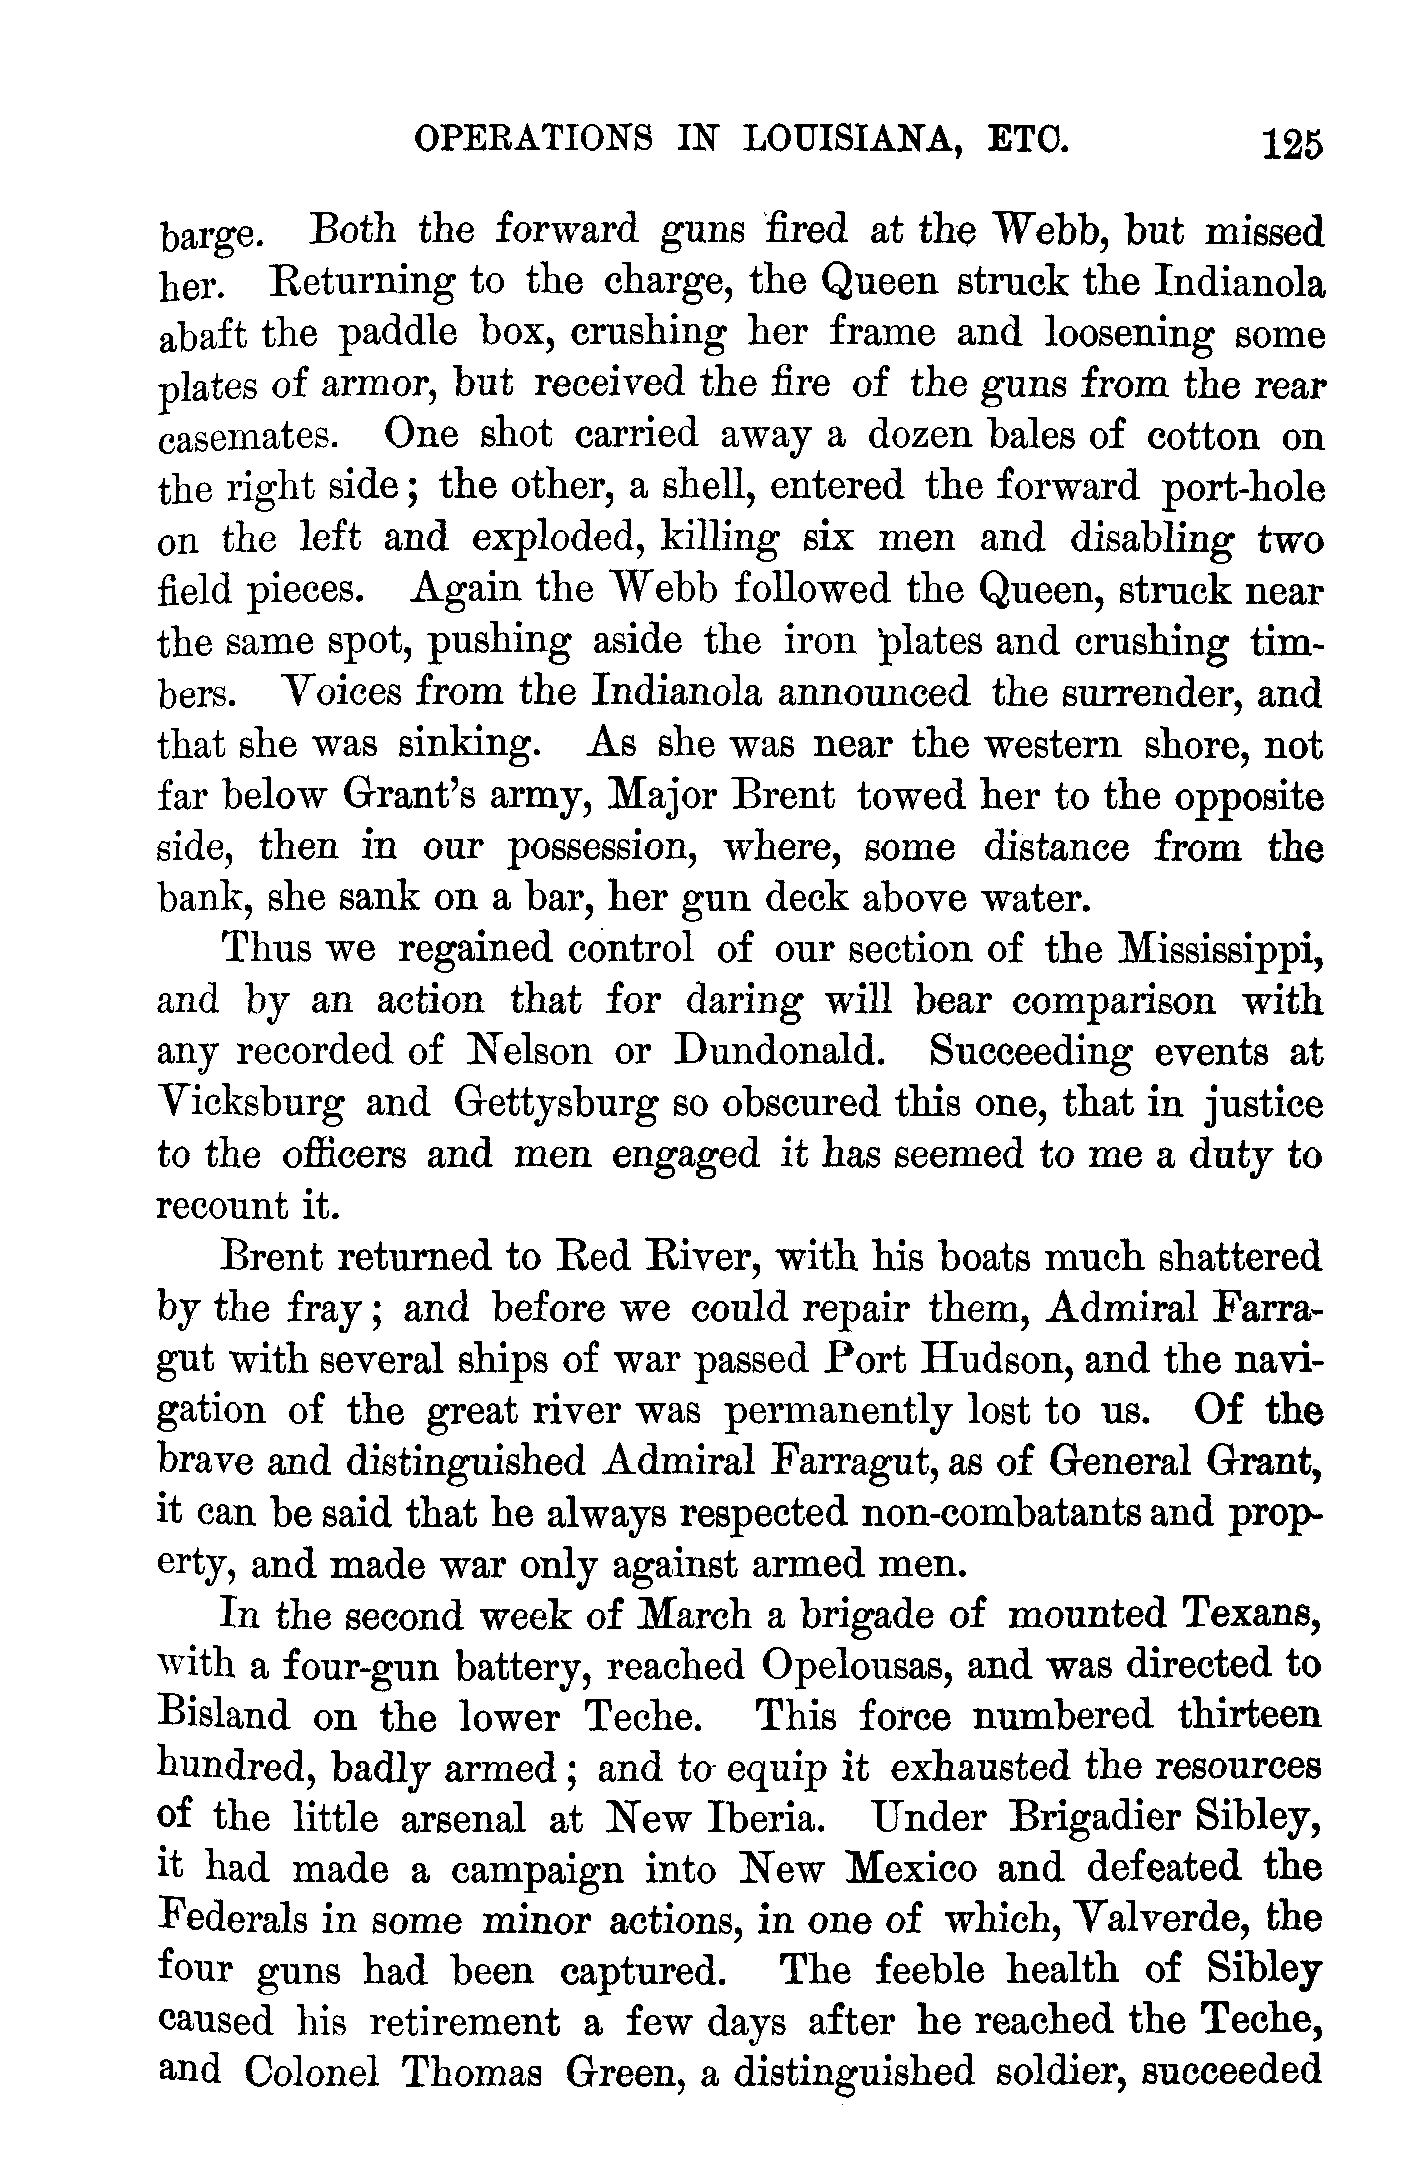 OPERATIONS IN LOUISIANA, ETC. 125
barge. Both the forward guns fired at the Webb, but missed
her. Returning to the charge, the Queen struck the Indianola
abaft the paddle box, crushing her frame and loosening some
plates of armor, but received the fire of the guns from the rear
casemates. One shot carried away a dozen bales of cotton on
the right side; the other, a shell, entered the forward port-hole
on the left and exploded, killing six men and disabling two
field pieces. Again the Webb followed the Queen, struck near
the same spot, pushing aside the iron plates and crushing tim-
bers. Voices from the Indianola announced the surrender, and
that she was sinking. As she was near the western shore, not
far below Grant's army, Major Brent towed her to the opposite
side, then in our possession, where, some distance from the
bank, she sank on a bar, her gun deck above water.
Thus we regained control of our section of the Mississippi,
and by an action that for daring will bear comparison with
any recorded of Nelson or Dundonald. Succeeding events at
Vicksburg and Gettysburg so obscured this one, that in justice
to the officers and men engaged it has seemed to me a duty to
recount it.
Brent returned to Red River, with his boats much shattered
by the fray; and before we could repair them, Admiral Farra-
gut with several ships of war passed Port Hudson, and the navi-
gation of the great river was permanently lost to us. Of the
brave and distinguished Admiral Farragut, as of General Grant,
it can be said that he always respected non-combatants and prop-
erty, and made war only against armed men.
In the second week of March a brigade of mounted Texans,
with a four-gun battery, reached Opelousas, and was directed to
Bisland on the lower Teche. This force numbered thirteen
hundred, badly armed; and to equip it exhausted the resources
of the little arsenal at New Iberia. Under Brigadier Sibley,
it had made a campaign into New Mexico and defeated the
Federals in some minor actions, in one of which, Valverde, the
four guns had been captured. The feeble health of Sibley
caused his retirement a few days after he reached the Teche,
and Colonel Thomas Green, a distinguished soldier, succeeded